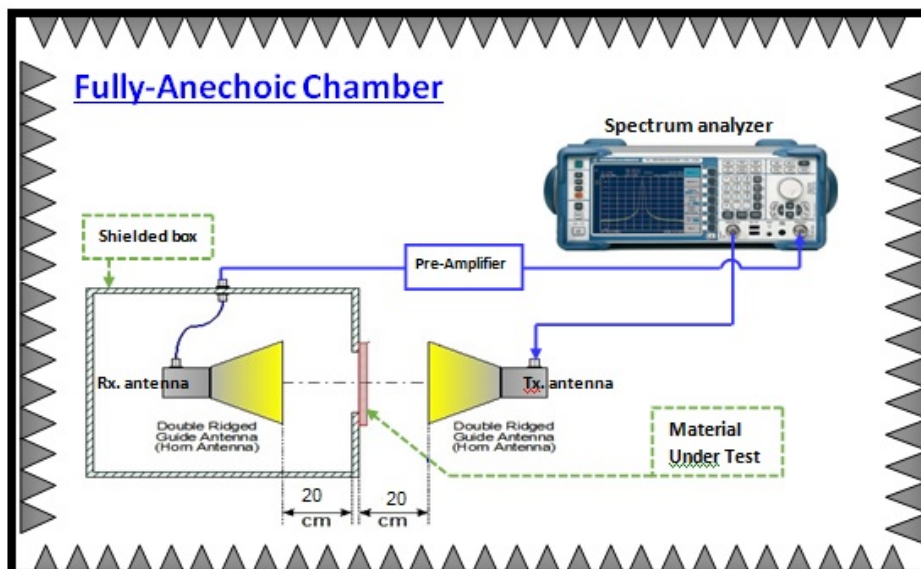 Fully-Anechoic Chamber
Spectrum analyzer
Shielded box
Pre-Amplifier
Rx. antenna
Tx. antenna
Double Ridged
Guide Antenna
(Horn Antenna)
Double Ridged
Guide Antenna
(Horn Antenna)
Material
Under Test
20
cm
20
cm